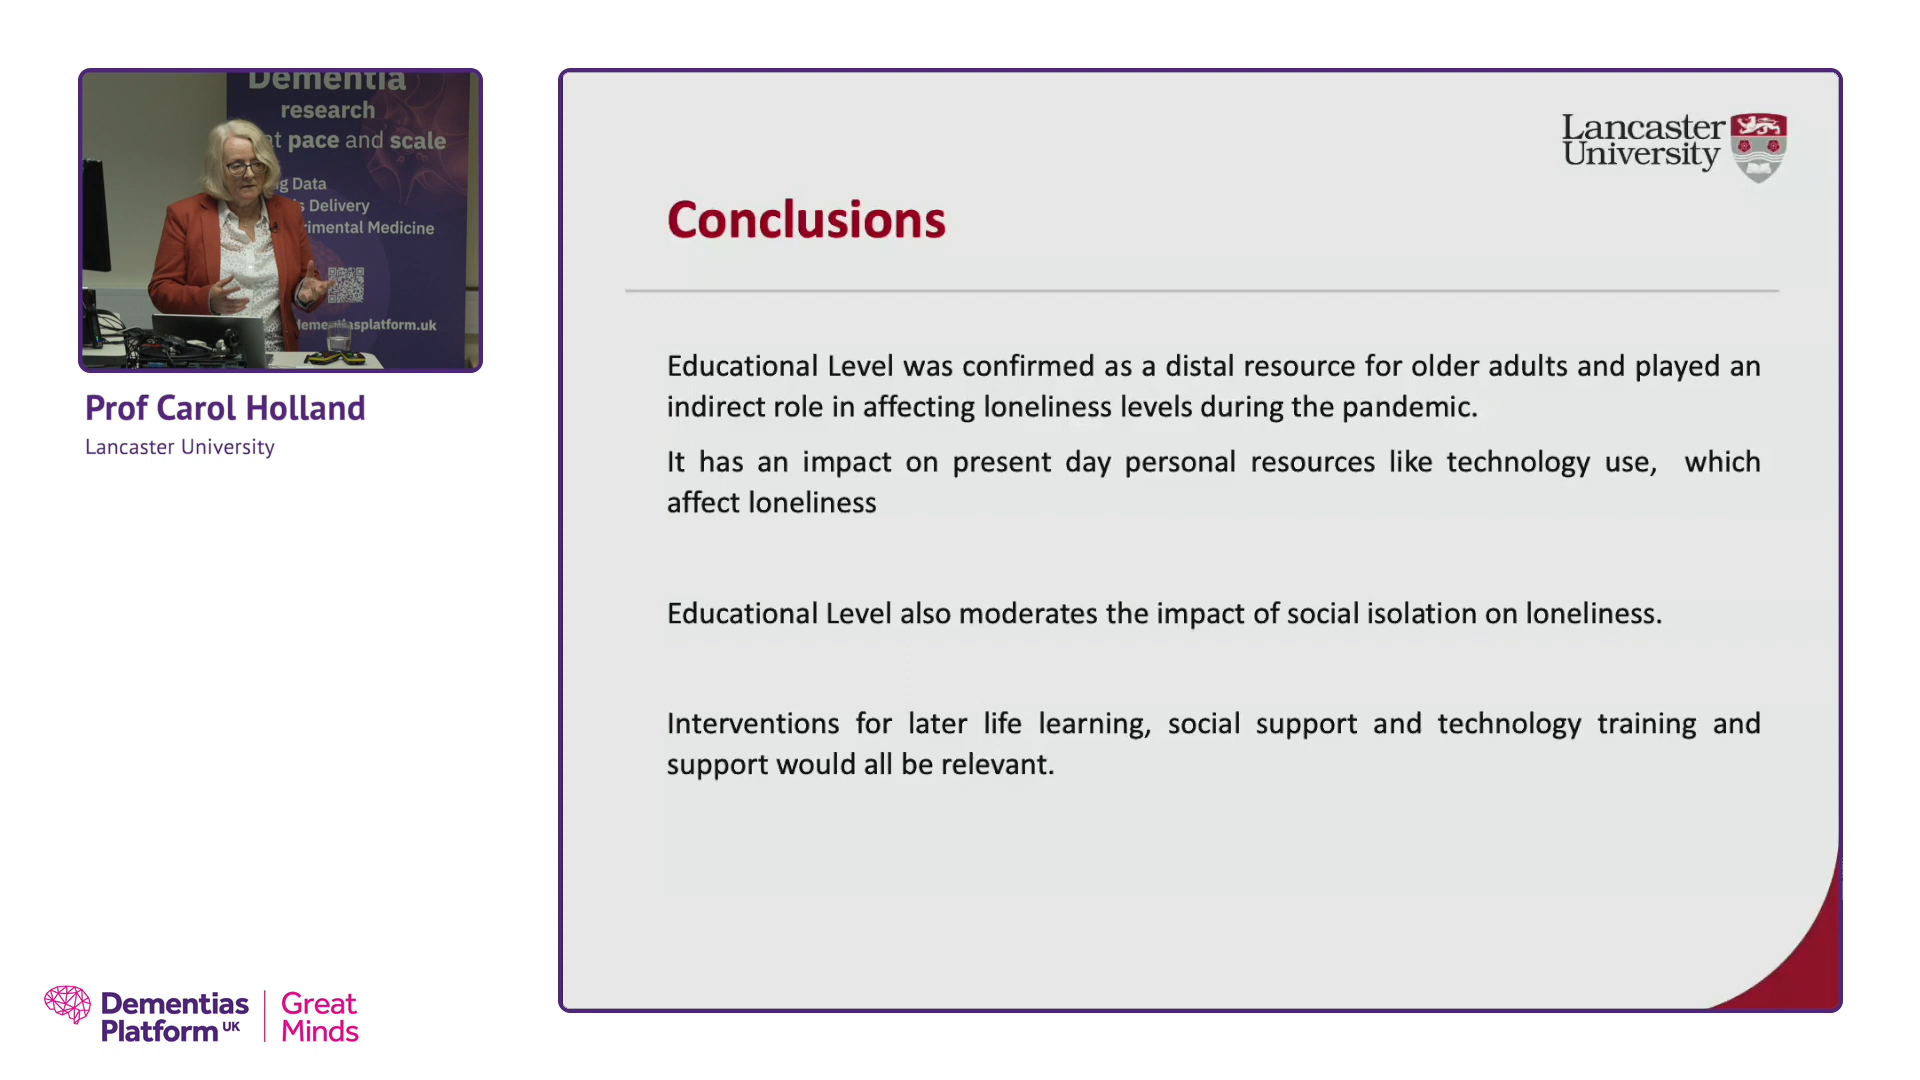 Dementia
research
at pace and scale
Data
Delivery
Medicine
Prof Carol Holland
Lancaster University
Lancaster
University
Conclusions
Educational Level was confirmed as a distal resource for older adults and played an
indirect role in affecting loneliness levels during the pandemic.
It has an impact on present day personal resources like technology use, which
affect loneliness
Educational Level also moderates the impact of social isolation on loneliness.
Interventions for later life learning, social support and technology training and
support would all be relevant.
Dementias
Platform UK
Great
Minds